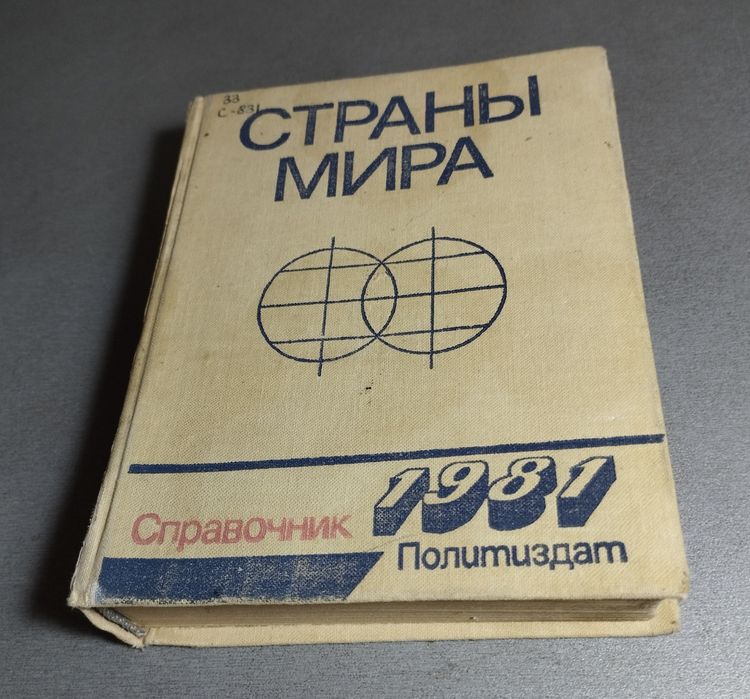 33
С-831
СТРАНЫ
МИРА
1981
Справочник
Политиздат